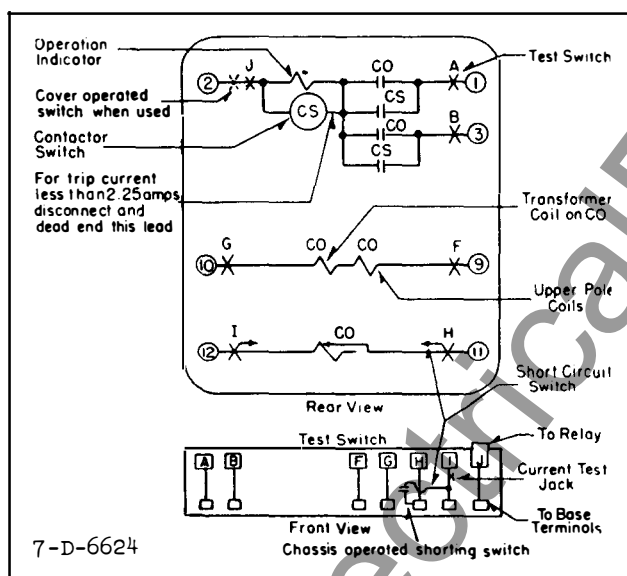 Operation
Indicator
J
CO
A
Test Switch
2
1
Cover operated
switch when used
CS
CS
B
CO
3
Contactor
Switch
CS
For trip current
less than 2.25 amps
disconnect and
dead end this lead
Transformer
Coil on CO
G
CO
CO
F
10
9
Upper Pole
Coils
I
CO
H
12
11
Short Circuit
Switch
Rear View
Test Switch
To Relay
A
B
F
G
H
I
J
Current Test
Jack
To Base
Terminals
Front View
7-D-6624
Chassis operated shorting switch